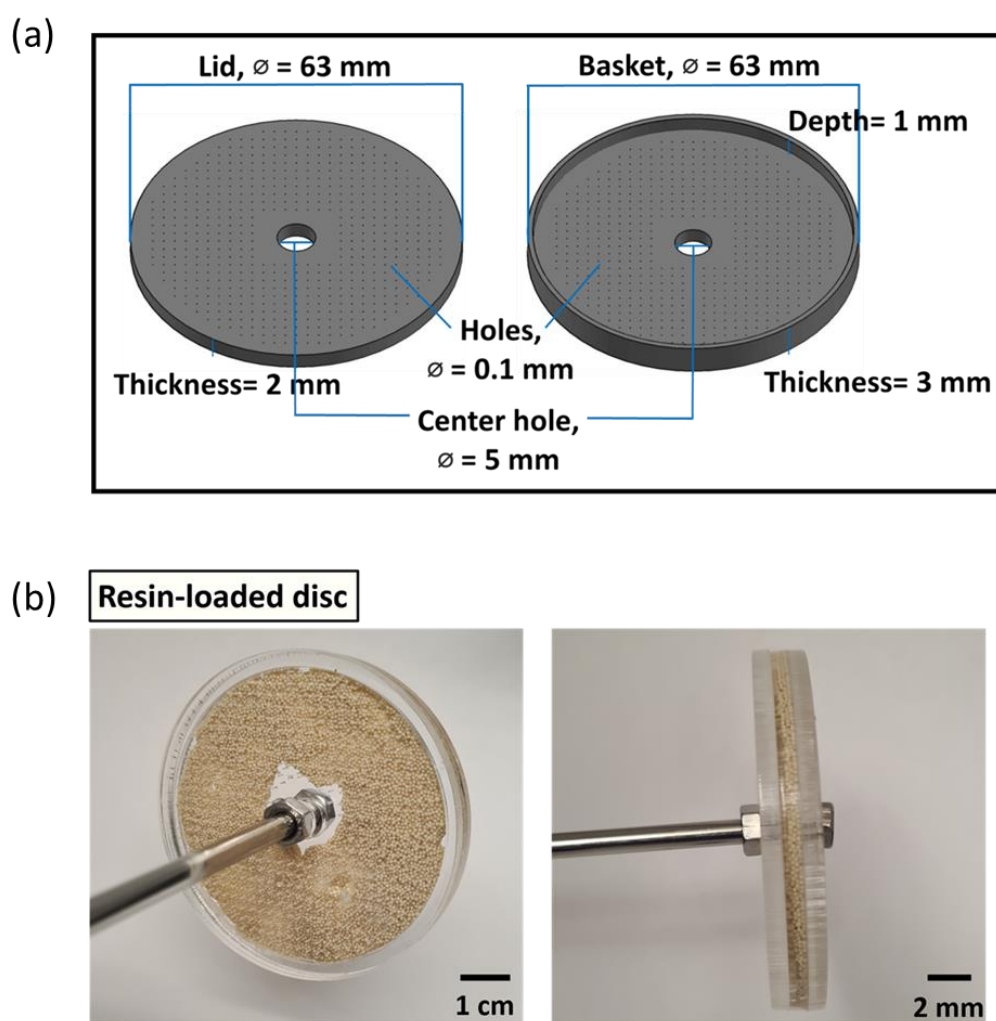 (a)
Lid, ⌀ = 63 mm
Basket, ⌀ = 63 mm
Depth= 1 mm
Holes,
⌀ = 0.1 mm
Thickness= 2 mm
Thickness= 3 mm
Center hole,
⌀ = 5 mm
(b)
Resin-loaded disc
1 cm
2 mm